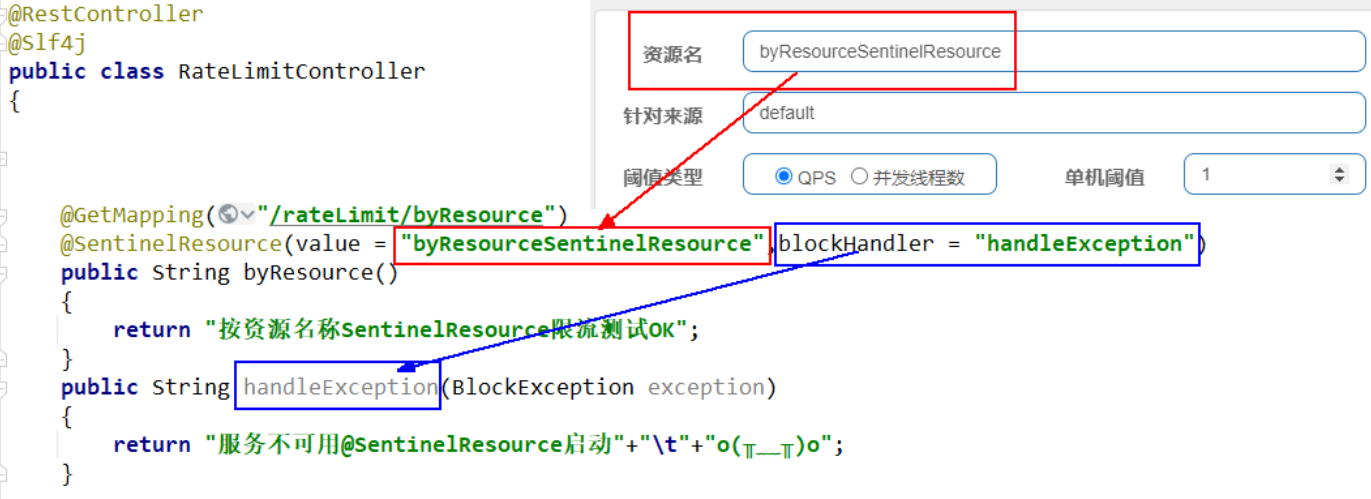 @RestController
@Slf4j
public class RateLimitController
{
资源名 byResourceSentinelResource
针对来源 default
阈值类型 QPS 并发线程数 单机阈值 1
@GetMapping("/rateLimit/byResource")
@SentinelResource(value = "byResourceSentinelResource",blockHandler = "handleException")
public String byResource()
{
return "按资源名称SentinelResource限流测试OK";
}
public String handleException(BlockException exception)
{
return "服务不可用@SentinelResource启动"+"\t"+"o(╥﹏╥)o";
}